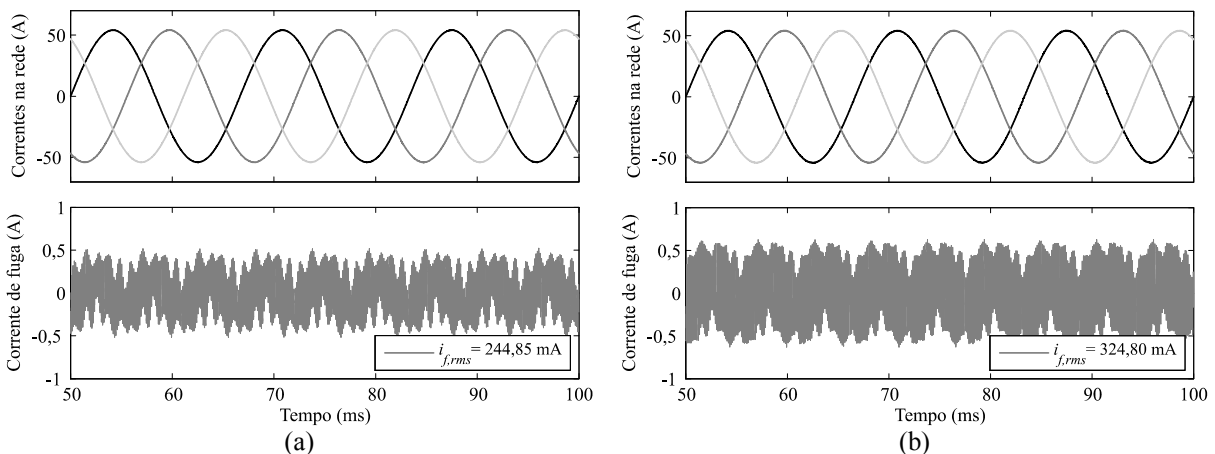 Correntes na rede (A)
50
0
-50
Corrente de fuga (A)
1
0,5
0
-0,5
-1
i_f,rms = 244,85 mA
50 60 70 80 90 100
Tempo (ms)
(a)
Correntes na rede (A)
50
0
-50
Corrente de fuga (A)
1
0,5
0
-0,5
-1
i_f,rms = 324,80 mA
50 60 70 80 90 100
Tempo (ms)
(b)